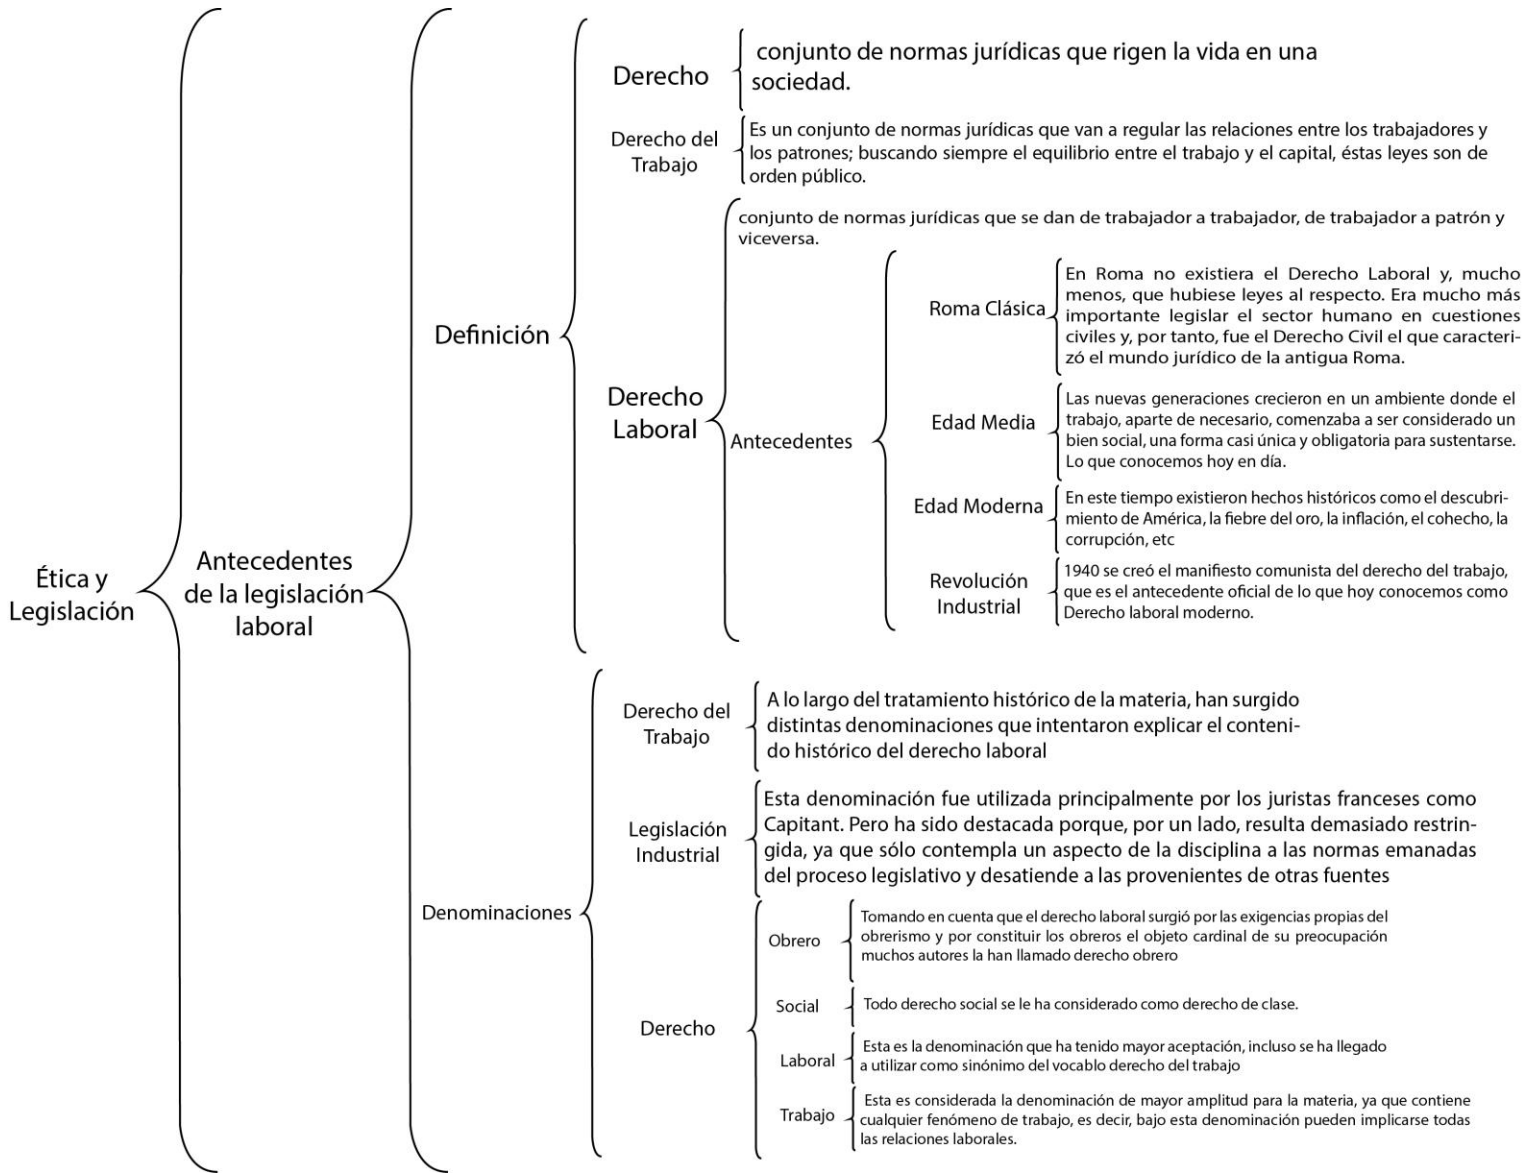 Ética y
Legislación
Antecedentes
de la legislación
laboral
Definición
Derecho
conjunto de normas jurídicas que rigen la vida en una
sociedad.
Derecho del
Trabajo
Es un conjunto de normas jurídicas que van a regular las relaciones entre los trabajadores y
los patrones; buscando siempre el equilibrio entre el trabajo y el capital, éstas leyes son de
orden público.
Derecho
Laboral
conjunto de normas jurídicas que se dan de trabajador a trabajador, de trabajador a patrón y
viceversa.
Antecedentes
Roma Clásica
En Roma no existiera el Derecho Laboral y, mucho
menos, que hubiese leyes al respecto. Era mucho más
importante legislar el sector humano en cuestiones
civiles y, por tanto, fue el Derecho Civil el que caracteri-
zó el mundo jurídico de la antigua Roma.
Edad Media
Las nuevas generaciones crecieron en un ambiente donde el
trabajo, aparte de necesario, comenzaba a ser considerado un
bien social, una forma casi única y obligatoria para sustentarse.
Lo que conocemos hoy en día.
Edad Moderna
En este tiempo existieron hechos históricos como el descubri-
miento de América, la fiebre del oro, la inflación, el cohecho, la
corrupción, etc
Revolución
Industrial
1940 se creó el manifiesto comunista del derecho del trabajo,
que es el antecedente oficial de lo que hoy conocemos como
Derecho laboral moderno.
Denominaciones
Derecho del
Trabajo
A lo largo del tratamiento histórico de la materia, han surgido
distintas denominaciones que intentaron explicar el conteni-
do histórico del derecho laboral
Legislación
Industrial
Esta denominación fue utilizada principalmente por los juristas franceses como
Capitant. Pero ha sido destacada porque, por un lado, resulta demasiado restrin-
gida, ya que sólo contempla un aspecto de la disciplina a las normas emanadas
del proceso legislativo y desatiende a las provenientes de otras fuentes
Derecho
Obrero
Tomando en cuenta que el derecho laboral surgió por las exigencias propias del
obrerismo y por constituir los obreros el objeto cardinal de su preocupación
muchos autores la han llamado derecho obrero
Social
Todo derecho social se le ha considerado como derecho de clase.
Laboral
Esta es la denominación que ha tenido mayor aceptación, incluso se ha llegado
a utilizar como sinónimo del vocablo derecho del trabajo
Trabajo
Esta es considerada la denominación de mayor amplitud para la materia, ya que contiene
cualquier fenómeno de trabajo, es decir, bajo esta denominación pueden implicarse todas
las relaciones laborales.